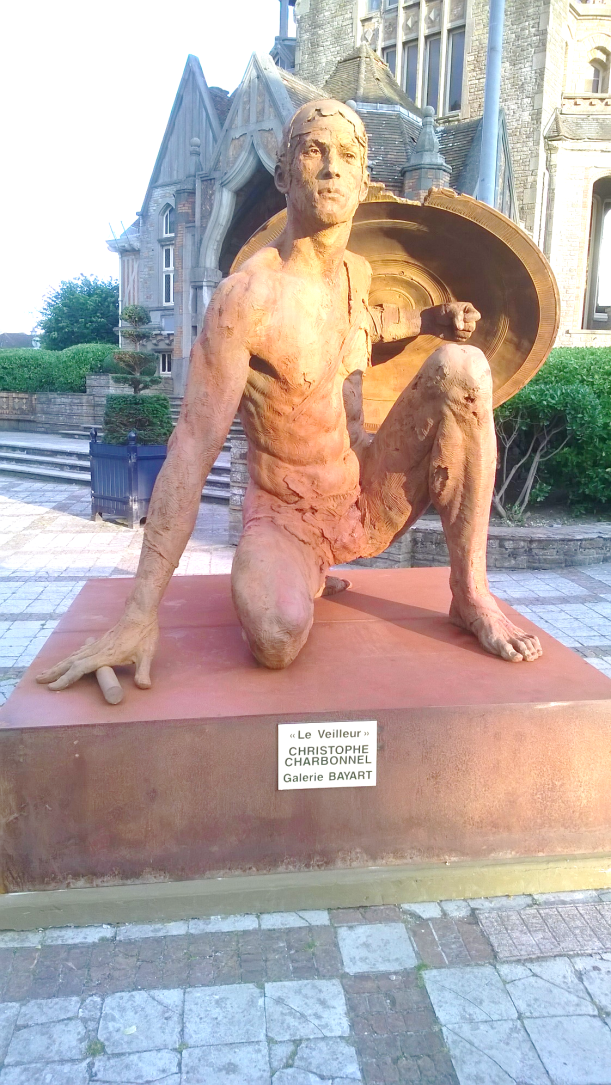 «Le Veilleur»
CHRISTOPHE
CHARBONNEL
Galerie BAYART